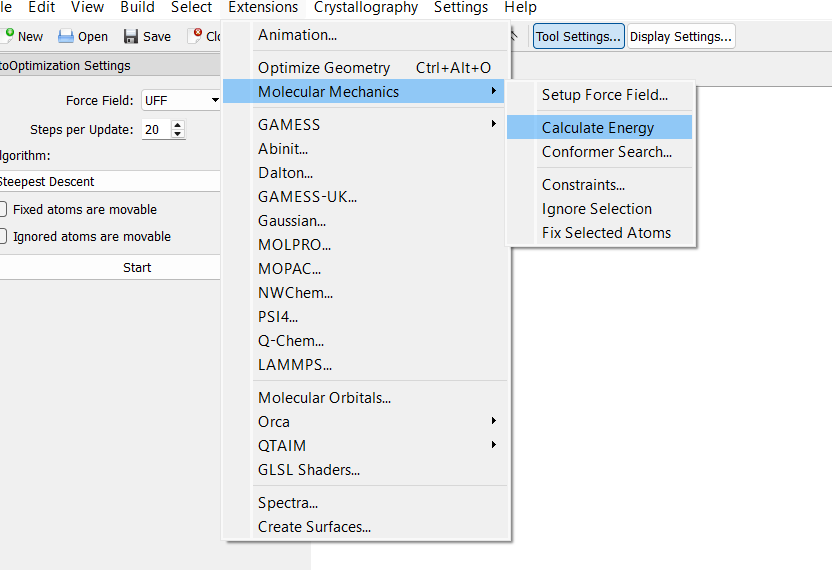 le Edit View Build Select Extensions Crystallography Settings Help
New Open Save Clo Tool Settings... Display Settings...
Animation...
toOptimization Settings
Optimize Geometry Ctrl+Alt+O
Molecular Mechanics
Setup Force Field...
Force Field: UFF
GAMESS
Calculate Energy
Steps per Update: 20
Abinit...
Conformer Search...
lgorithm:
Dalton...
Steepest Descent
Constraints...
GAMESS-UK...
Fixed atoms are movable
Ignore Selection
Gaussian...
Fix Selected Atoms
Ignored atoms are movable
MOLPRO...
Start
MOPAC...
NWChem...
PSI4...
Q-Chem...
LAMMPS...
Molecular Orbitals...
Orca
QTAIM
GLSL Shaders...
Spectra...
Create Surfaces...